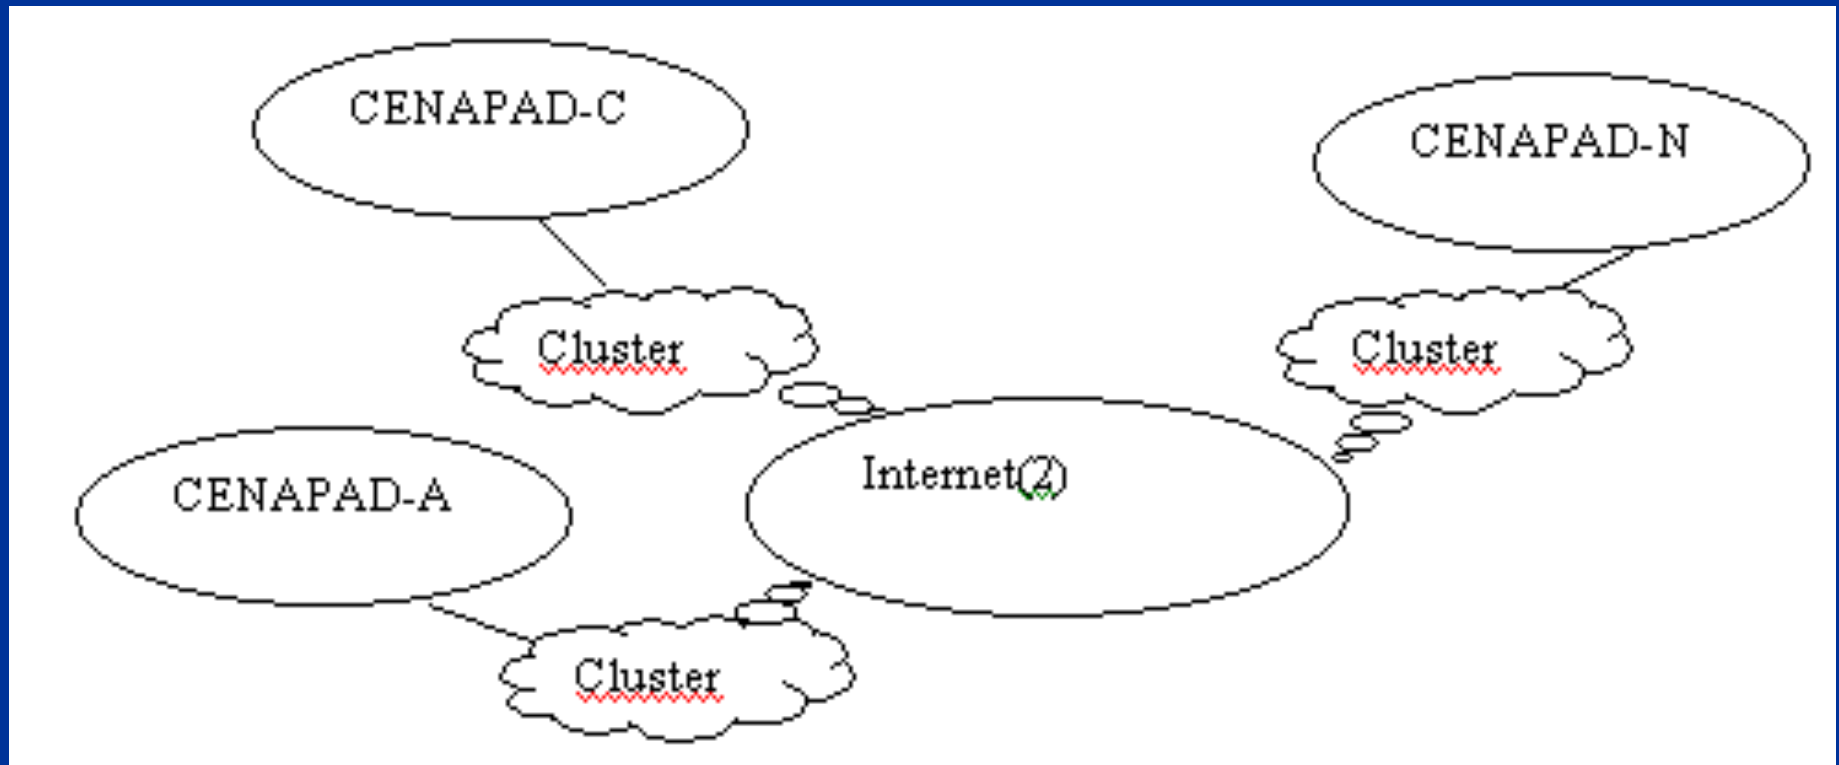 CENAPAD-C
CENAPAD-N
Cluster
Cluster
Internet(2)
CENAPAD-A
Cluster